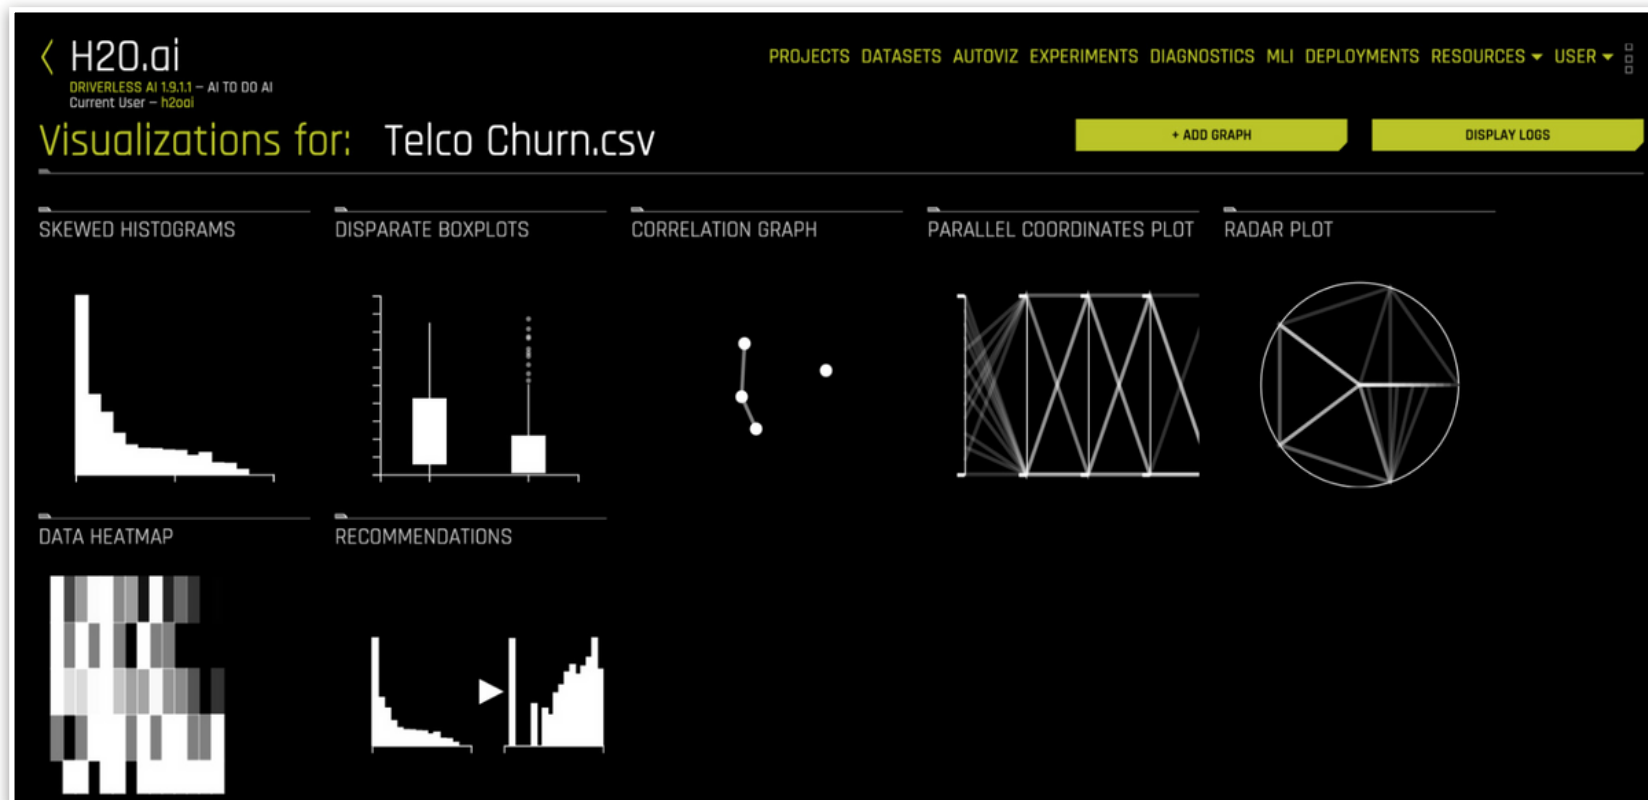 H2O.ai
DRIVERLESS AI 1.9.1.1 – AI TO DO AI
Current User – h2oai
PROJECTS DATASETS AUTOVIZ EXPERIMENTS DIAGNOSTICS MLI DEPLOYMENTS RESOURCES USER
Visualizations for: Telco Churn.csv
+ ADD GRAPH
DISPLAY LOGS
SKEWED HISTOGRAMS
DISPARATE BOXPLOTS
CORRELATION GRAPH
PARALLEL COORDINATES PLOT
RADAR PLOT
DATA HEATMAP
RECOMMENDATIONS